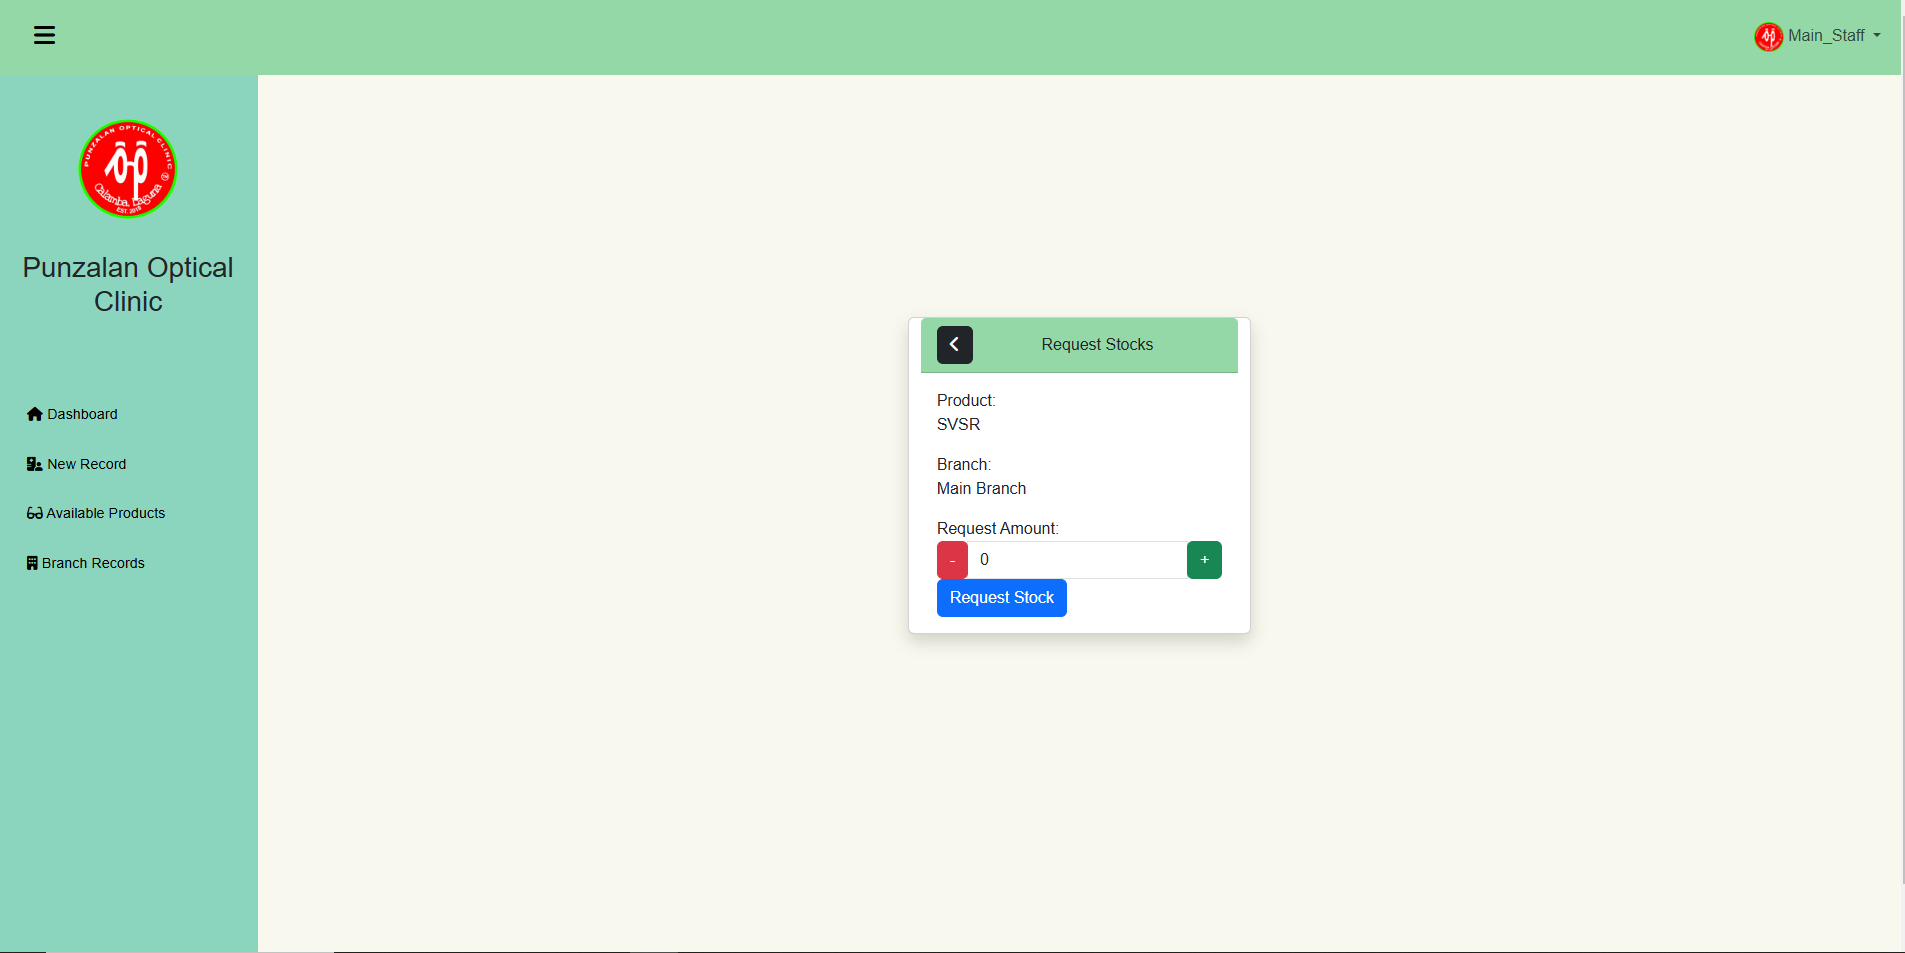 Main_Staff
PUNZALAN OPTICAL CLINIC
Calamba, Laguna
EST. 2019
Punzalan Optical
Clinic
Dashboard
New Record
Available Products
Branch Records
Request Stocks
Product:
SVSR
Branch:
Main Branch
Request Amount:
- 0 +
Request Stock